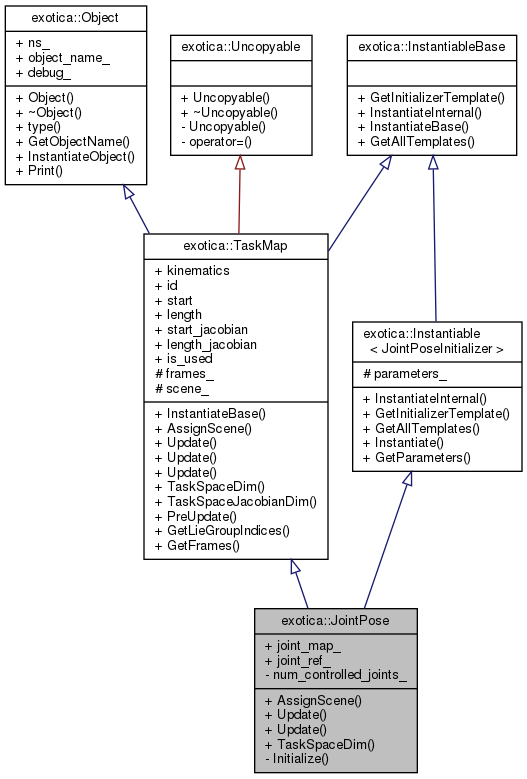 exotica::Object
+ ns_
+ object_name_
+ debug_
+ Object()
+ ~Object()
+ type()
+ GetObjectName()
+ InstantiateObject()
+ Print()
exotica::Uncopyable
+ Uncopyable()
+ ~Uncopyable()
- Uncopyable()
- operator=()
exotica::InstantiableBase
+ GetInitializerTemplate()
+ InstantiateInternal()
+ InstantiateBase()
+ GetAllTemplates()
exotica::TaskMap
+ kinematics
+ id
+ start
+ length
+ start_jacobian
+ length_jacobian
+ is_used
# frames_
# scene_
+ InstantiateBase()
+ AssignScene()
+ Update()
+ Update()
+ Update()
+ TaskSpaceDim()
+ TaskSpaceJacobianDim()
+ PreUpdate()
+ GetLieGroupIndices()
+ GetFrames()
exotica::Instantiable
< JointPoseInitializer >
# parameters_
+ InstantiateInternal()
+ GetInitializerTemplate()
+ GetAllTemplates()
+ Instantiate()
+ GetParameters()
exotica::JointPose
+ joint_map_
+ joint_ref_
- num_controlled_joints_
+ AssignScene()
+ Update()
+ Update()
+ TaskSpaceDim()
- Initialize()